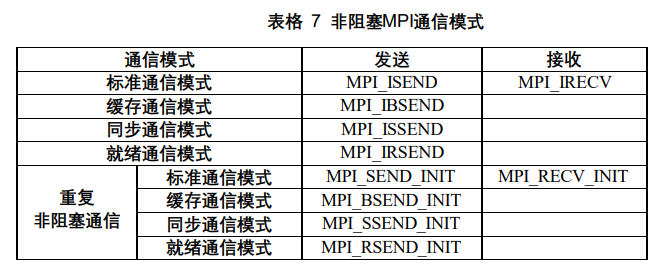 表格 7 非阻塞MPI通信模式
通信模式 发送 接收
标准通信模式 MPI_ISEND MPI_IRECV
缓存通信模式 MPI_IBSEND
同步通信模式 MPI_ISSEND
就绪通信模式 MPI_IRSEND
重复
非阻塞通信
标准通信模式 MPI_SEND_INIT MPI_RECV_INIT
缓存通信模式 MPI_BSEND_INIT
同步通信模式 MPI_SSEND_INIT
就绪通信模式 MPI_RSEND_INIT